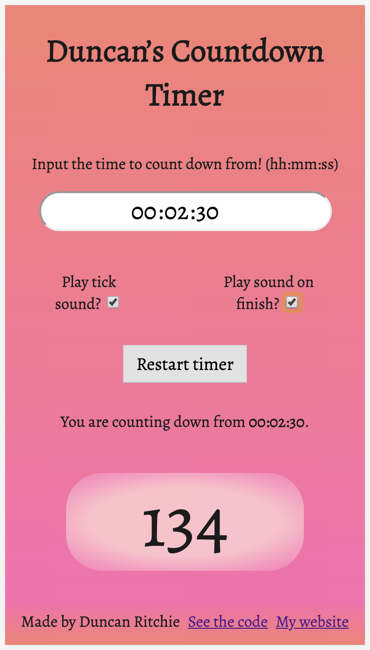 Duncan’s Countdown
Timer
Input the time to count down from! (hh:mm:ss)
00:02:30
Play tick
sound?
Play sound on
finish?
Restart timer
You are counting down from 00:02:30.
134
Made by Duncan Ritchie See the code My website